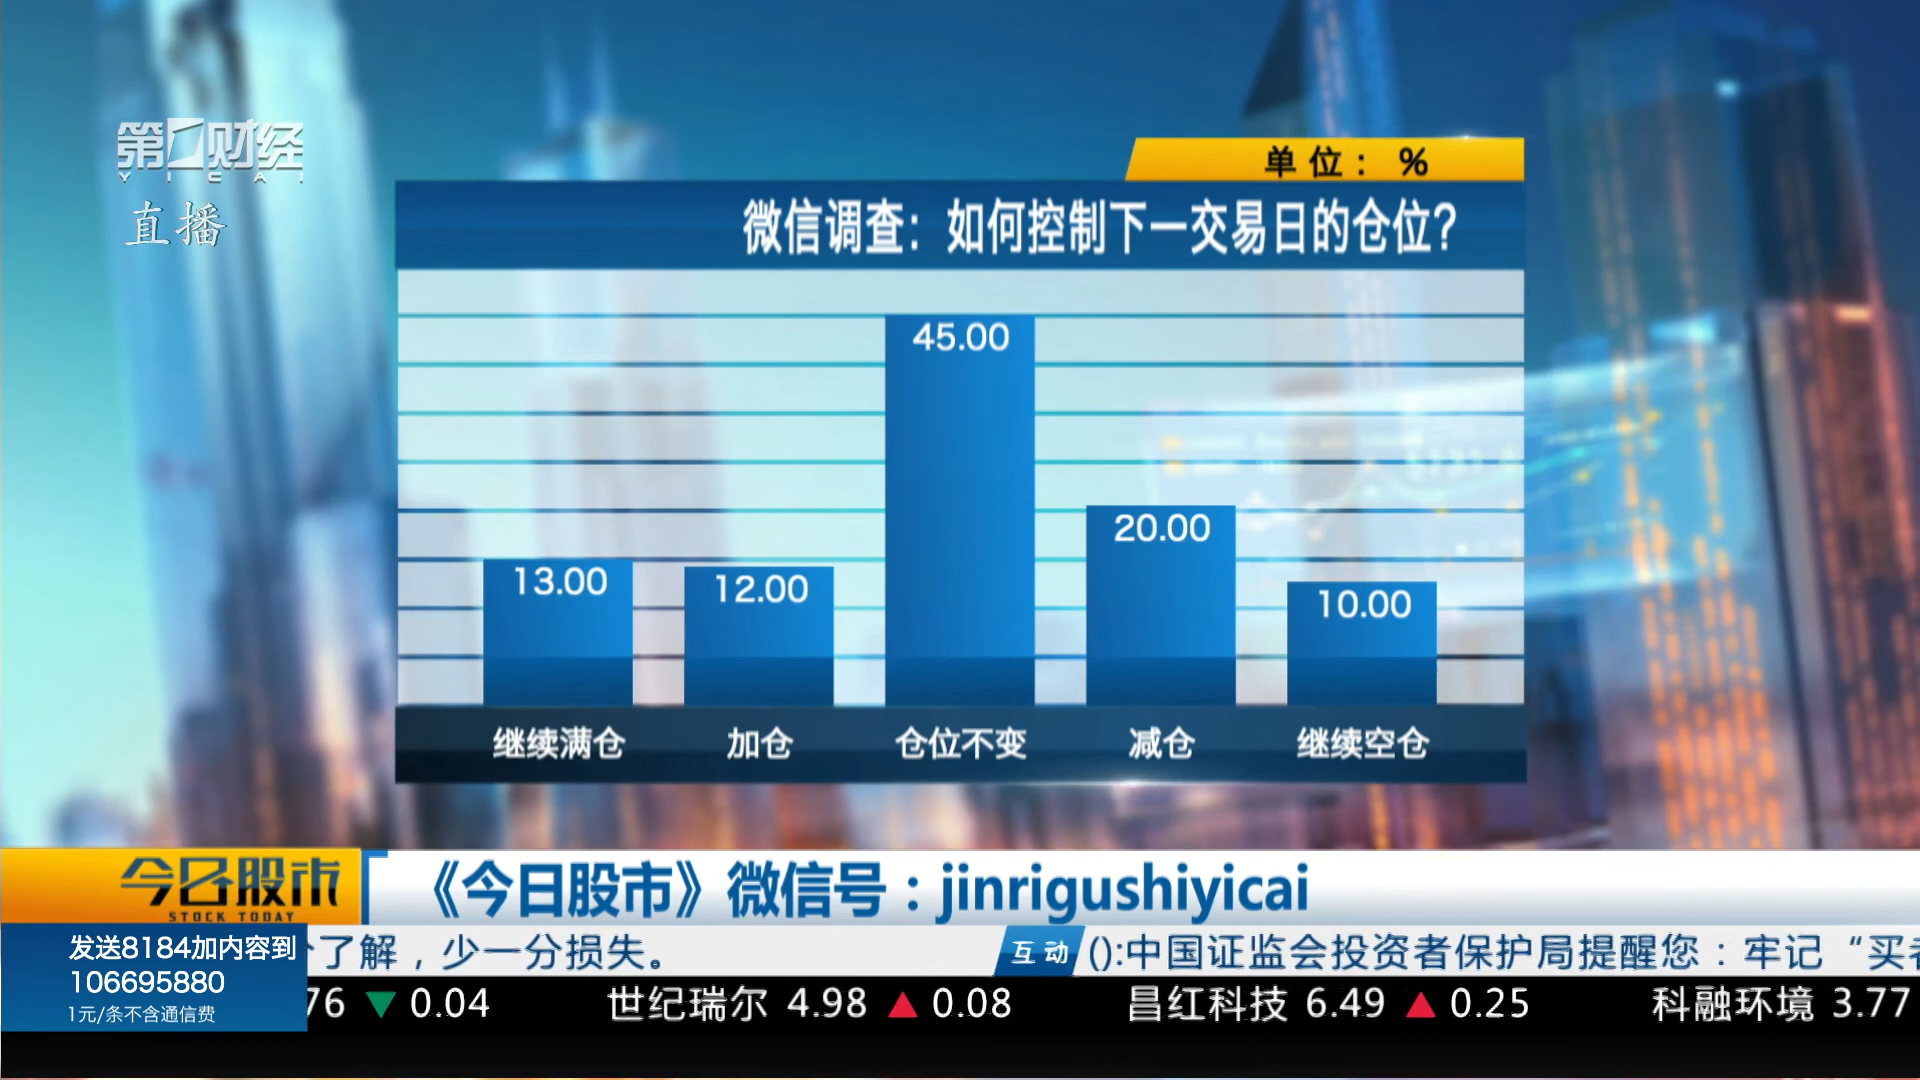 第一财经
YICAI
直播
单位：%
微信调查：如何控制下一交易日的仓位？
45.00
20.00
13.00
12.00
10.00
继续满仓 加仓 仓位不变 减仓 继续空仓
今日股市
STOCK TODAY
《今日股市》微信号：jinrigushiyicai
发送8184加内容到
106695880
1元/条不含通信费
了解，少一分损失。 互动 ():中国证监会投资者保护局提醒您：牢记“买者
76 ▼ 0.04 世纪瑞尔 4.98 ▲ 0.08 昌红科技 6.49 ▲ 0.25 科融环境 3.77